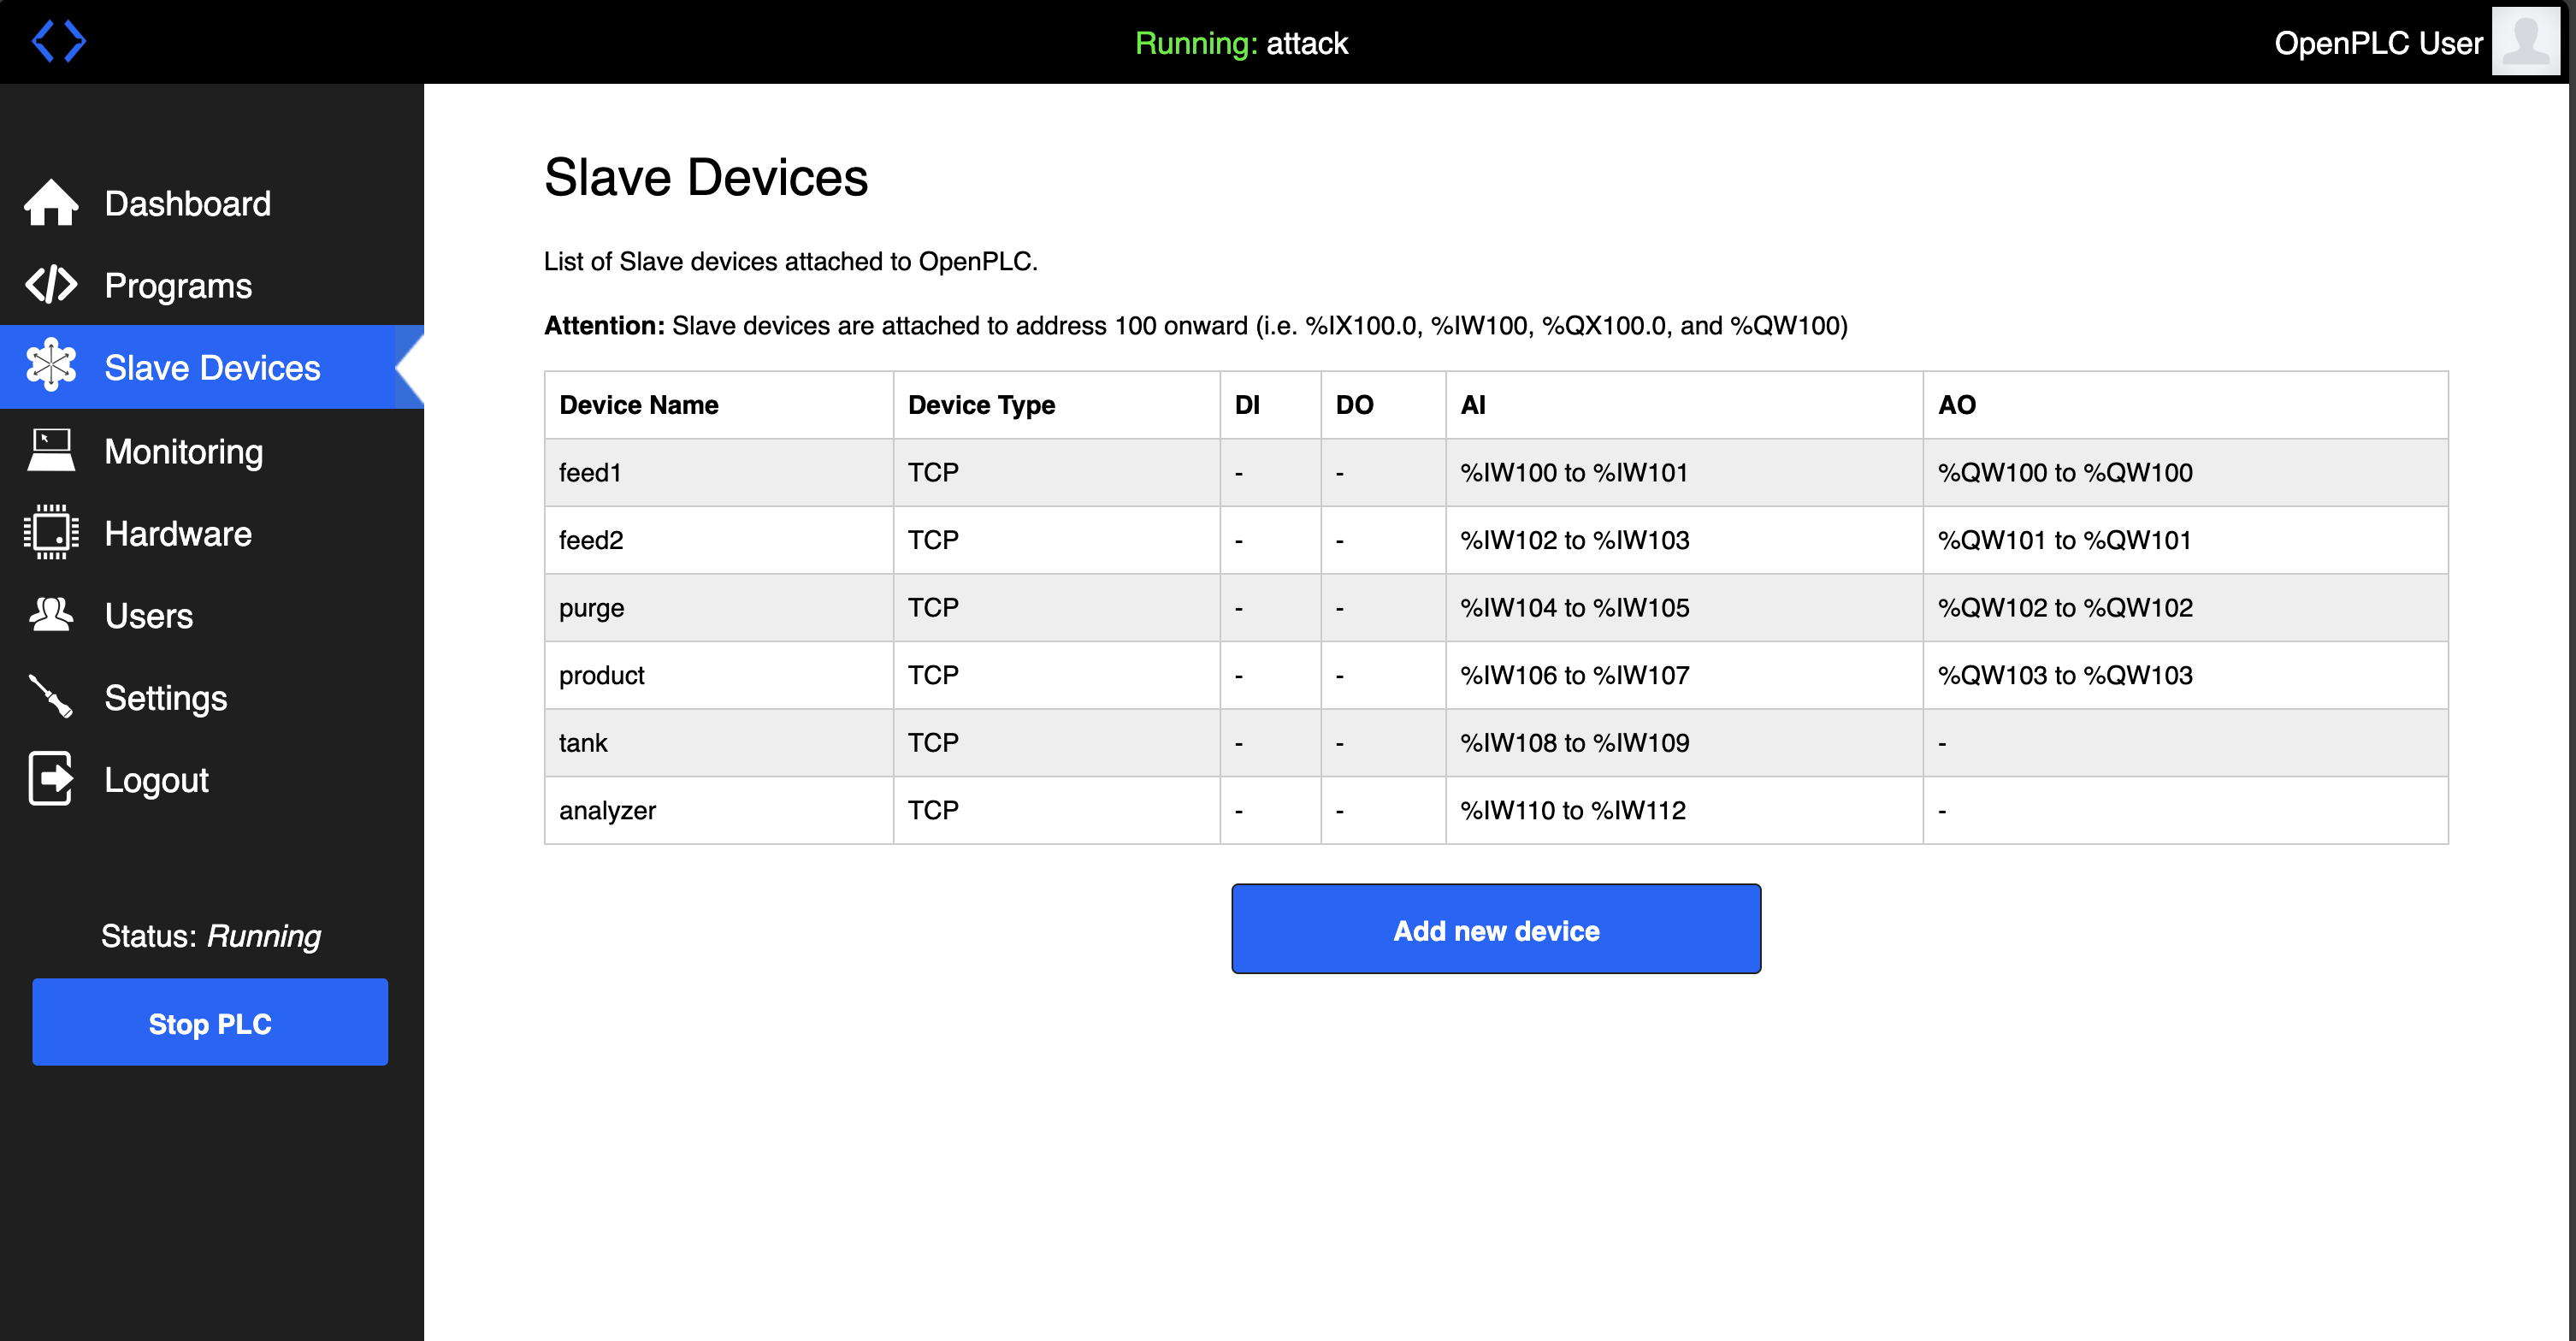 Running: attack
OpenPLC User
Dashboard
Programs
Slave Devices
Monitoring
Hardware
Users
Settings
Logout
Status: Running
Stop PLC
Slave Devices
List of Slave devices attached to OpenPLC.
Attention: Slave devices are attached to address 100 onward (i.e. %IX100.0, %IW100, %QX100.0, and %QW100)
Device Name Device Type DI DO AI AO
feed1 TCP - - %IW100 to %IW101 %QW100 to %QW100
feed2 TCP - - %IW102 to %IW103 %QW101 to %QW101
purge TCP - - %IW104 to %IW105 %QW102 to %QW102
product TCP - - %IW106 to %IW107 %QW103 to %QW103
tank TCP - - %IW108 to %IW109 -
analyzer TCP - - %IW110 to %IW112 -
Add new device